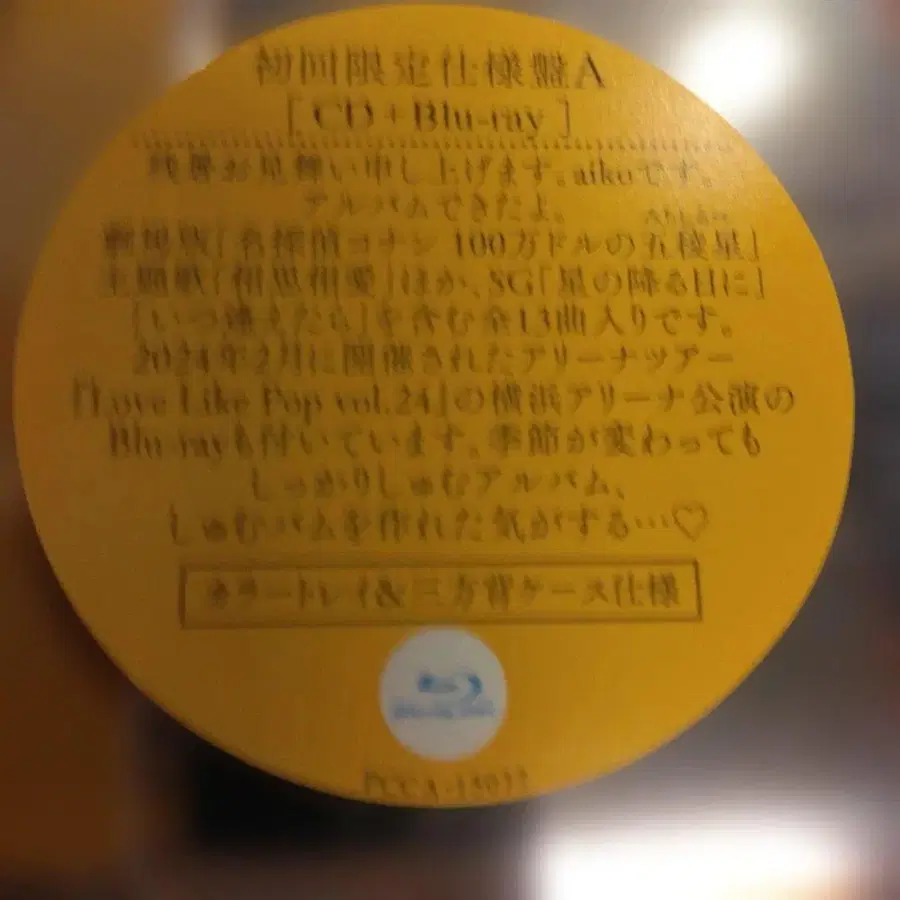 初回限定仕様盤A
[ CD+Blu-ray ]
残暑お見舞い申し上げます。aikoです。
アルバムできたよ。
劇場版「名探偵コナン 100万ドルの五稜星」
主題歌「相思相愛」ほか、SG「星の降る日に」
「いつ逢えたら」を含む全13曲入りです。
2024年2月に開催されたアリーナツアー
『Love Like Pop vol.24』の横浜アリーナ公演の
Blu-rayも付いています。季節が変わっても
しっかりしゅむアルバム、
しゅむバムを作れた気がする…♡
カラートレイ&三方背ケース仕様